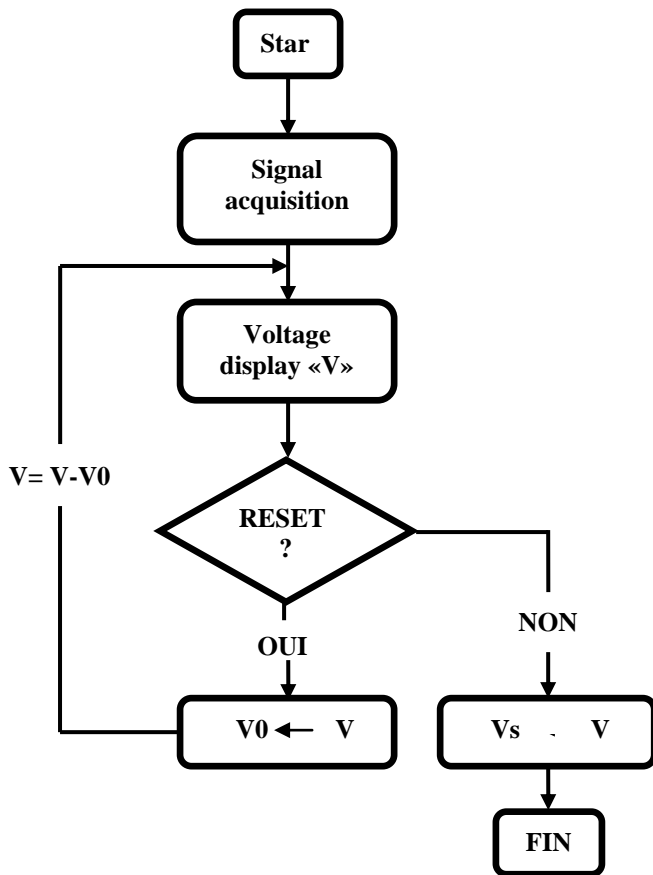 Star
Signal
acquisition
Voltage
display «V»
V= V-V0
RESET
?
NON
OUI
V0 ← V
Vs V
FIN